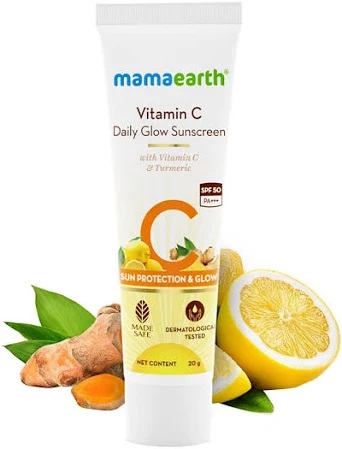 mamaearth®
Vitamin C
Daily Glow Sunscreen
with Vitamin C
& Turmeric
SPF 50
PA+++
C
SUN PROTECTION & GLOW
MADE
SAFE
DERMATOLOGICAL
TESTED
NET CONTENT 20 g